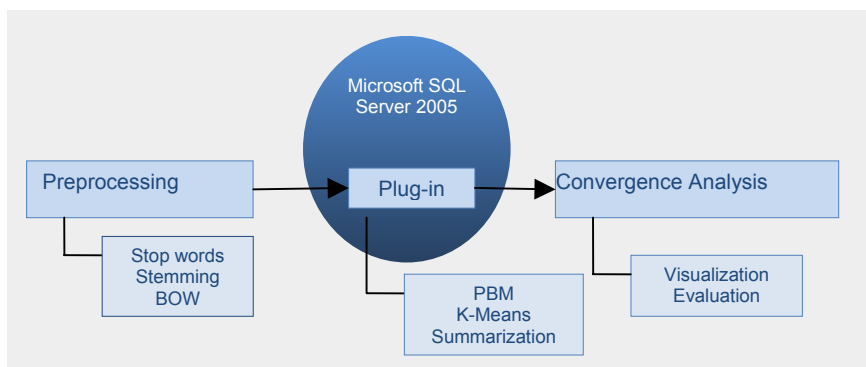 Microsoft SQL
Server 2005
Preprocessing
Plug-in
Convergence Analysis
Stop words
Stemming
BOW
PBM
K-Means
Summarization
Visualization
Evaluation